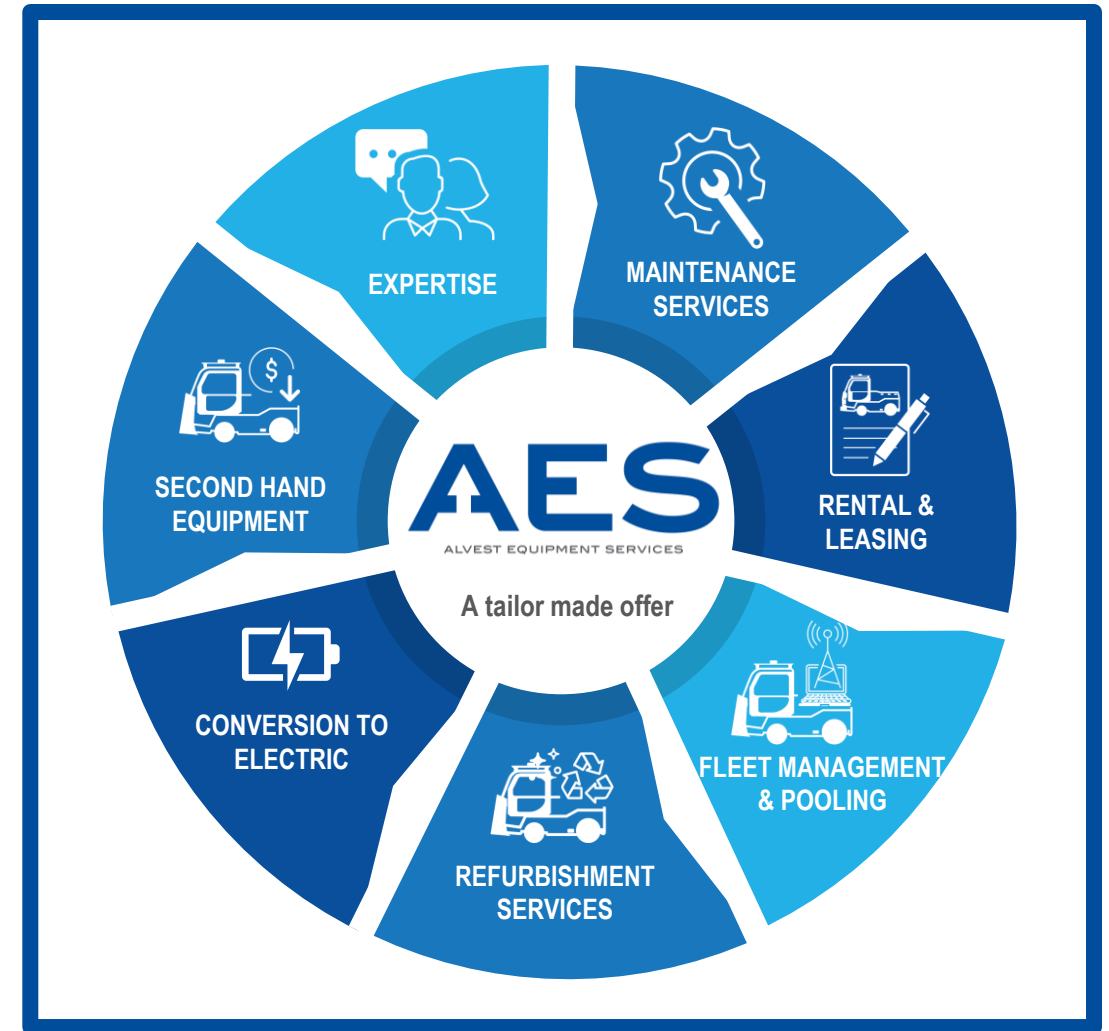 EXPERTISE
MAINTENANCE
SERVICES
RENTAL &
LEASING
FLEET MANAGEMENT
& POOLING
REFURBISHMENT
SERVICES
CONVERSION TO
ELECTRIC
SECOND HAND
EQUIPMENT
$
AES
ALVEST EQUIPMENT SERVICES
A tailor made offer